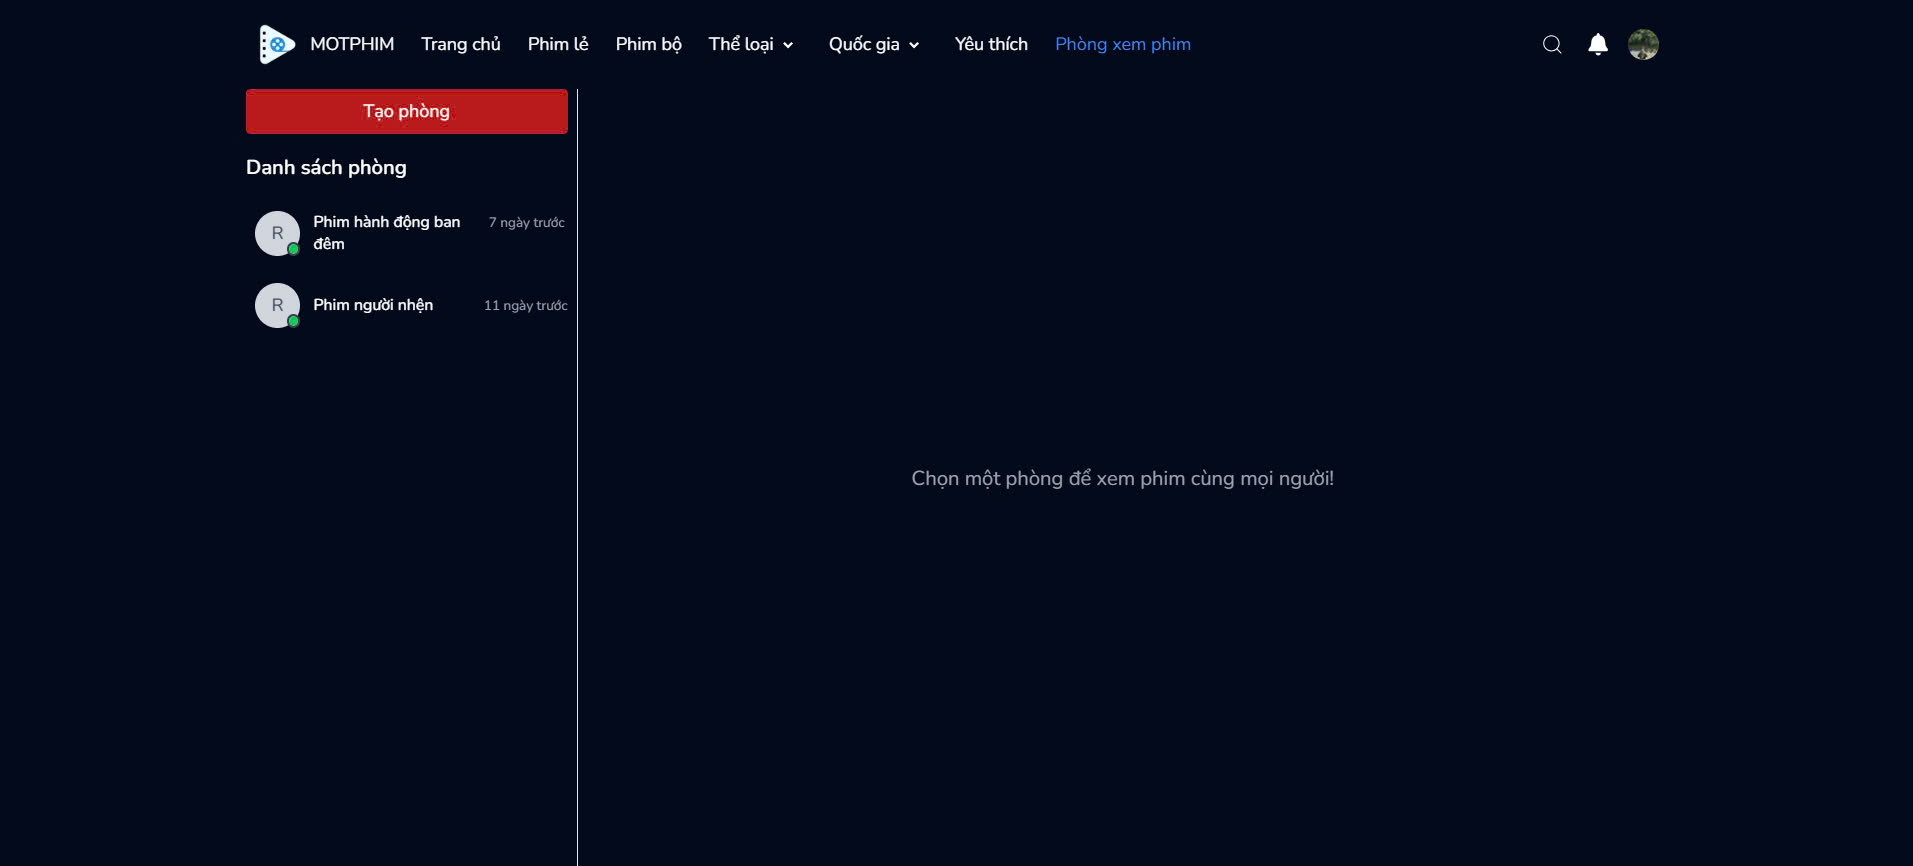 MOTPHIM Trang chủ Phim lẻ Phim bộ Thể loại Quốc gia Yêu thích Phòng xem phim
Tạo phòng
Danh sách phòng
R Phim hành động ban 7 ngày trước
đêm
R Phim người nhện 11 ngày trước
Chọn một phòng để xem phim cùng mọi người!